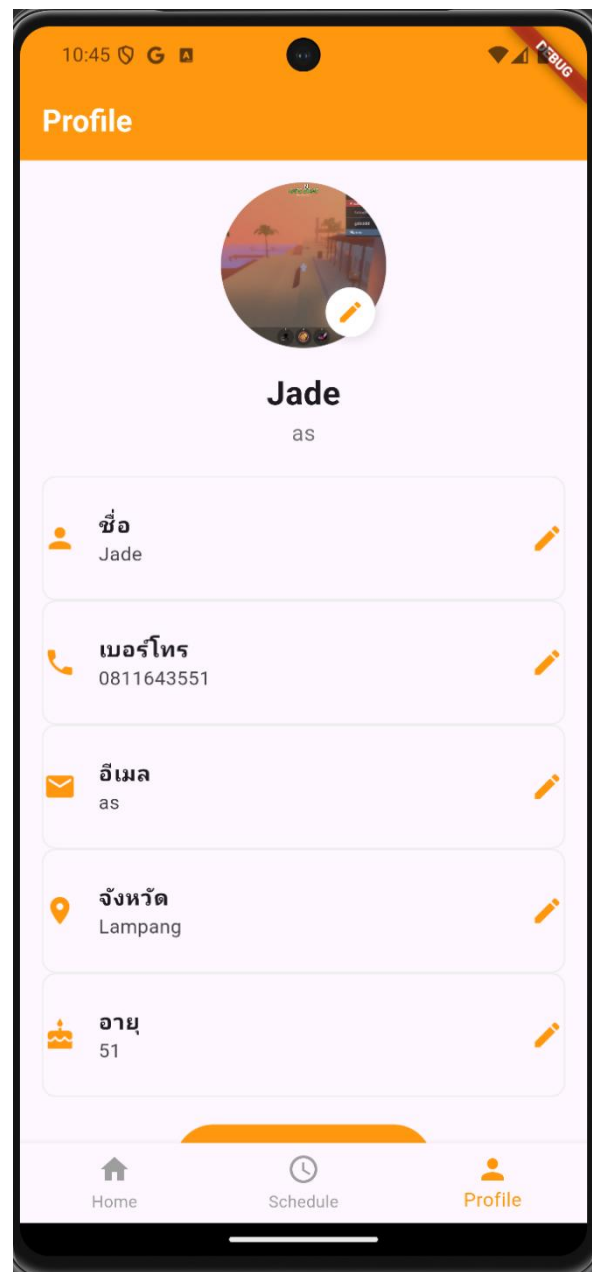 10:45
G
A
DEBUG
Profile
Jade
as
ชื่อ
Jade
เบอร์โทร
0811643551
อีเมล
as
จังหวัด
Lampang
อายุ
51
Home
Schedule
Profile